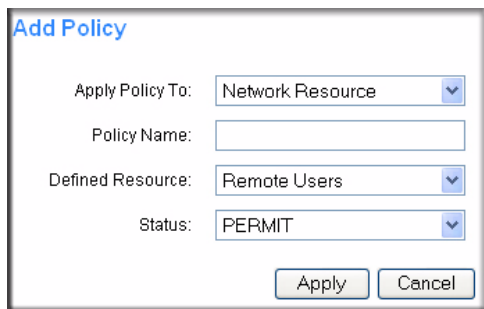 Add Policy
Apply Policy To: Network Resource
Policy Name:
Defined Resource: Remote Users
Status: PERMIT
Apply Cancel